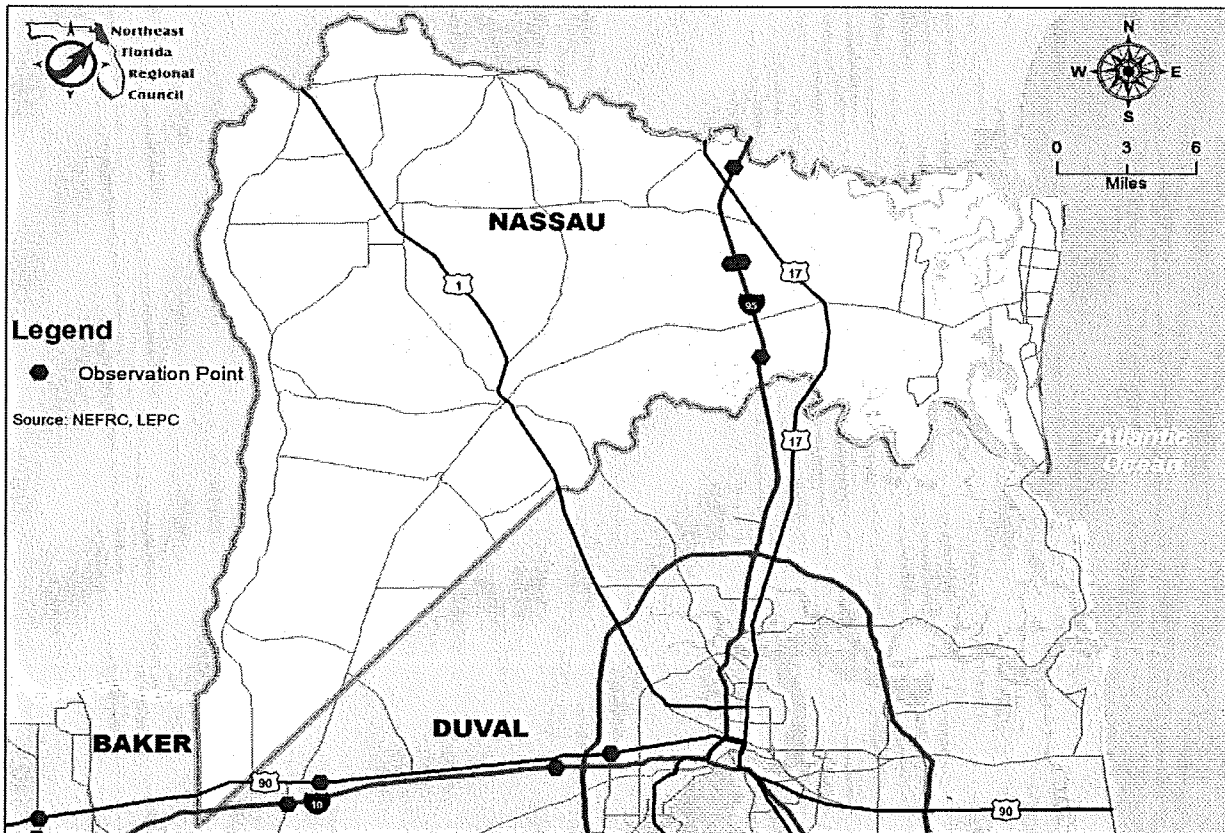 Northeast
Florida
Regional
Council
N
W E
S
0 3 6
Miles
NASSAU
1
17
95
Legend
Observation Point
Source: NEFRC, LEPC
17
Atlantic
Ocean
DUVAL
BAKER
90
10
90